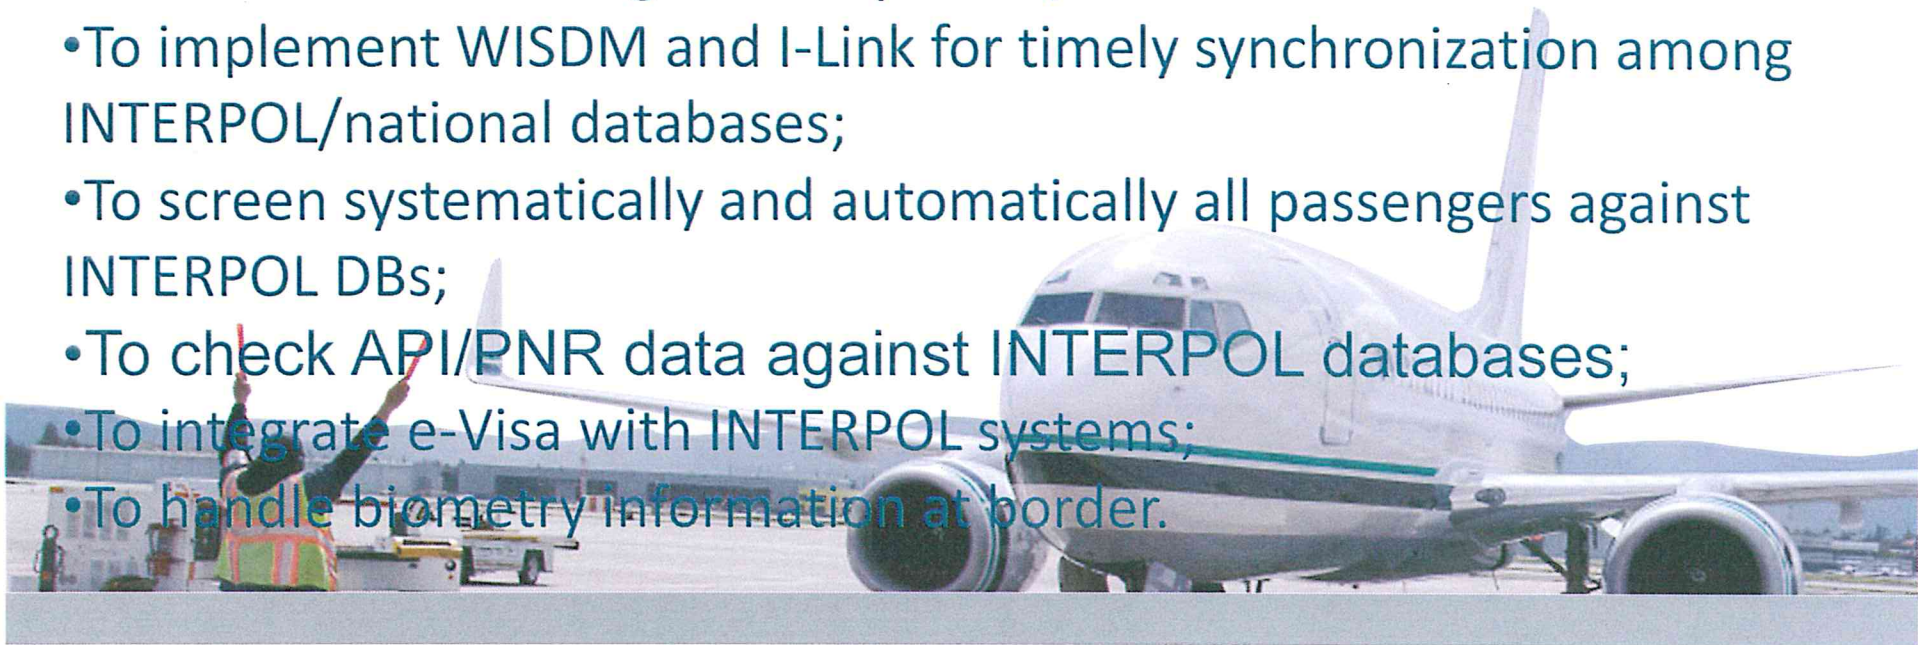 •To implement WISDM and I-Link for timely synchronization among
INTERPOL/national databases;
•To screen systematically and automatically all passengers against
INTERPOL DBs;
•To check API/PNR data against INTERPOL databases;
•To integrate e-Visa with INTERPOL systems;
•To handle biometry information at border.